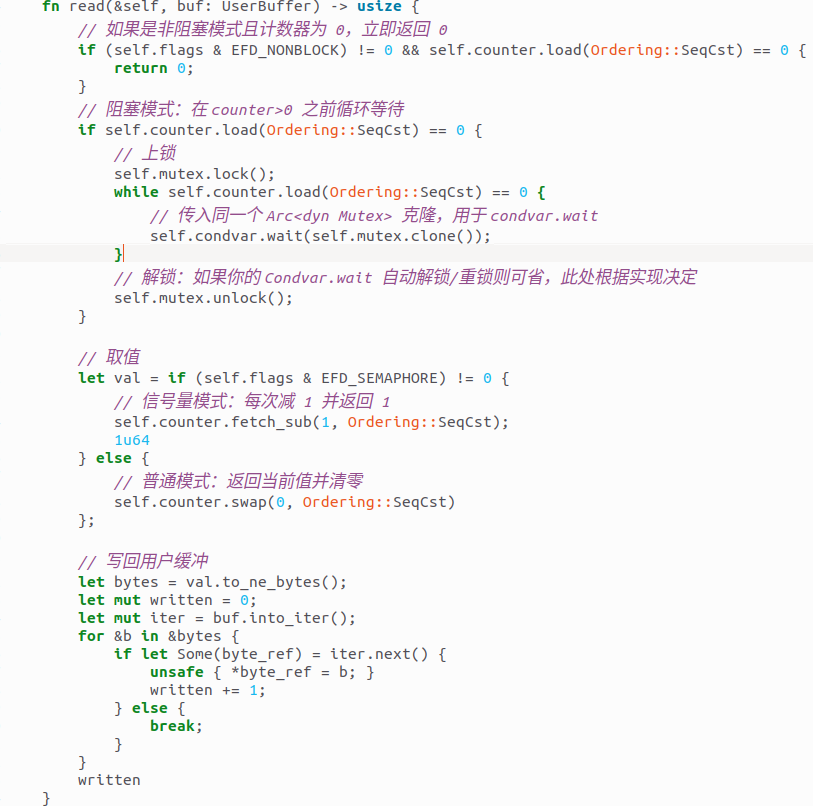 fn read(&self, buf: UserBuffer) -> usize {
    // 如果是非阻塞模式且计数器为 0，立即返回 0
    if (self.flags & EFD_NONBLOCK) != 0 && self.counter.load(Ordering::SeqCst) == 0 {
        return 0;
    }
    // 阻塞模式：在 counter>0 之前循环等待
    if self.counter.load(Ordering::SeqCst) == 0 {
        // 上锁
        self.mutex.lock();
        while self.counter.load(Ordering::SeqCst) == 0 {
            // 传入同一个 Arc<dyn Mutex> 克隆，用于 condvar.wait
            self.condvar.wait(self.mutex.clone());
        }
        // 解锁：如果你的 Condvar.wait 自动解锁/重锁则可省，此处根据实现决定
        self.mutex.unlock();
    }

    // 取值
    let val = if (self.flags & EFD_SEMAPHORE) != 0 {
        // 信号量模式：每次减 1 并返回 1
        self.counter.fetch_sub(1, Ordering::SeqCst);
        1u64
    } else {
        // 普通模式：返回当前值并清零
        self.counter.swap(0, Ordering::SeqCst)
    };

    // 写回用户缓冲
    let bytes = val.to_ne_bytes();
    let mut written = 0;
    let mut iter = buf.into_iter();
    for &b in &bytes {
        if let Some(byte_ref) = iter.next() {
            unsafe { *byte_ref = b; }
            written += 1;
        } else {
            break;
        }
    }
    written
}